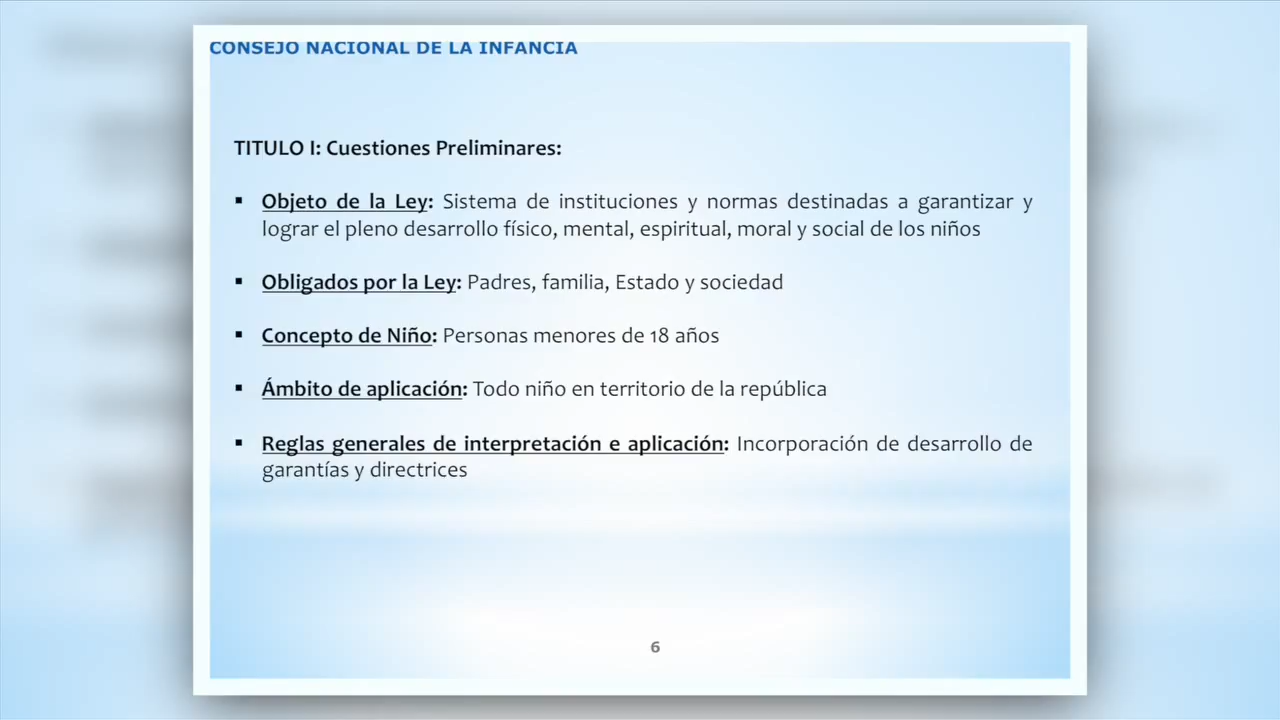 CONSEJO NACIONAL DE LA INFANCIA
TITULO I: Cuestiones Preliminares:
▪ Objeto de la Ley: Sistema de instituciones y normas destinadas a garantizar y
lograr el pleno desarrollo físico, mental, espiritual, moral y social de los niños
▪ Obligados por la Ley: Padres, familia, Estado y sociedad
▪ Concepto de Niño: Personas menores de 18 años
▪ Ámbito de aplicación: Todo niño en territorio de la república
▪ Reglas generales de interpretación e aplicación: Incorporación de desarrollo de
garantías y directrices
6